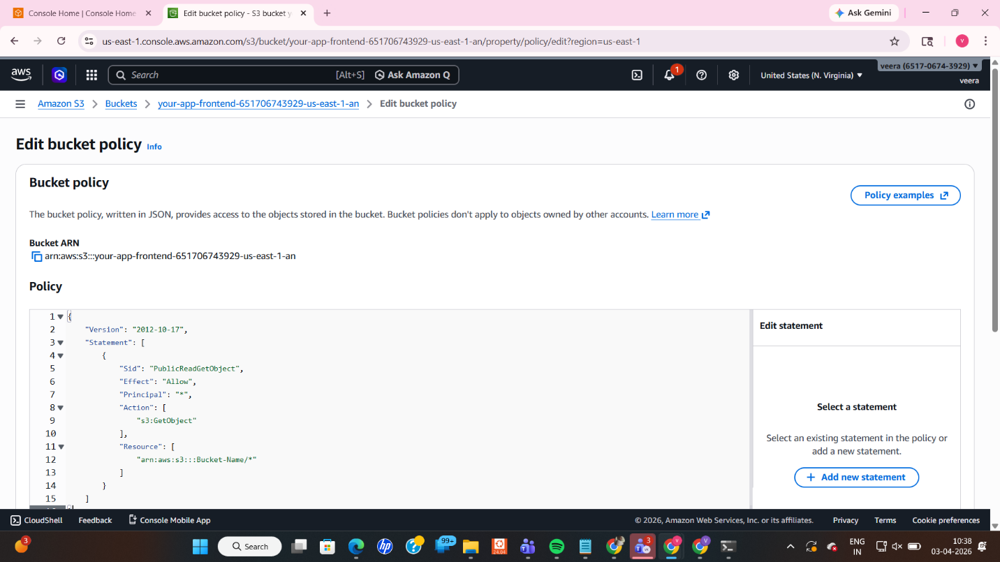 Console Home | Console Home
Edit bucket policy - S3 bucket y
Ask Gemini
us-east-1.console.aws.amazon.com/s3/bucket/your-app-frontend-651706743929-us-east-1-an/property/policy/edit?region=us-east-1
V
aws
Search
[Alt+S]
Ask Amazon Q
1
United States (N. Virginia)
veera (6517-0674-3929)
veera
Amazon S3
Buckets
your-app-frontend-651706743929-us-east-1-an
Edit bucket policy
Edit bucket policy Info
Bucket policy
Policy examples
The bucket policy, written in JSON, provides access to the objects stored in the bucket. Bucket policies don't apply to objects owned by other accounts. Learn more
Bucket ARN
arn:aws:s3:::your-app-frontend-651706743929-us-east-1-an
Policy
1 {
2 "Version": "2012-10-17",
3 "Statement": [
4 {
5 "Sid": "PublicReadGetObject",
6 "Effect": "Allow",
7 "Principal": "*",
8 "Action": [
9 "s3:GetObject"
10 ],
11 "Resource": [
12 "arn:aws:s3:::Bucket-Name/*"
13 ]
14 }
15 ]
Edit statement
Select a statement
Select an existing statement in the policy or
add a new statement.
+ Add new statement
CloudShell
Feedback
Console Mobile App
© 2026, Amazon Web Services, Inc. or its affiliates.
Privacy
Terms
Cookie preferences
3
Search
hp
99+
24.04
3
V
V
ENG
IN
10:38
03-04-2026